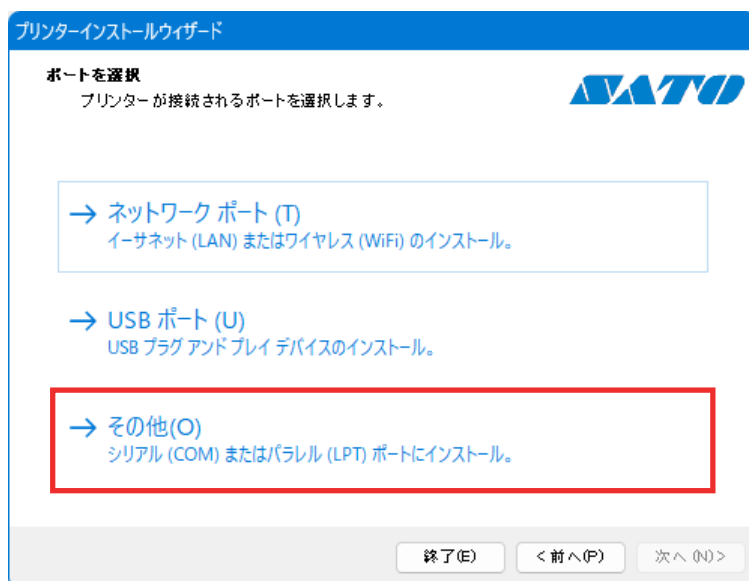 プリンターインストールウィザード
ポートを選択
プリンターが接続されるポートを選択します。
SATO
→ ネットワーク ポート (T)
イーサネット (LAN) またはワイヤレス (WiFi) のインストール。
→ USB ポート (U)
USB プラグ アンド プレイ デバイスのインストール。
→ その他(O)
シリアル (COM) またはパラレル (LPT) ポートにインストール。
終了(E)
<前へ(P)
次へ (N)>